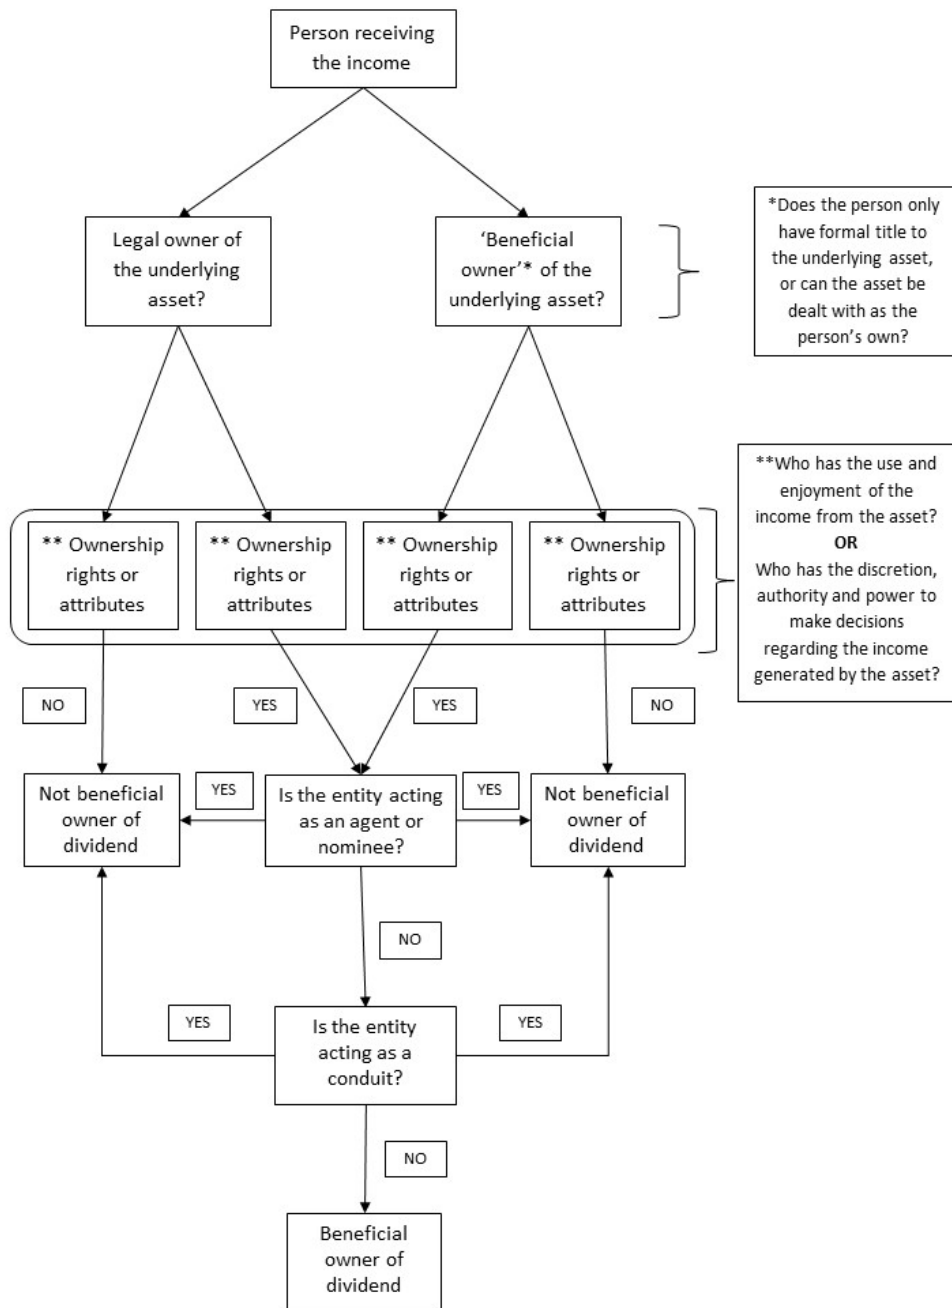 Person receiving
the income
Legal owner of
the underlying
asset?
‘Beneficial
owner’* of the
underlying asset?
*Does the person only
have formal title to
the underlying asset,
or can the asset be
dealt with as the
person’s own?
** Ownership
rights or
attributes
** Ownership
rights or
attributes
** Ownership
rights or
attributes
** Ownership
rights or
attributes
**Who has the use and
enjoyment of the
income from the asset?
OR
Who has the discretion,
authority and power to
make decisions
regarding the income
generated by the asset?
NO
YES
YES
NO
Not beneficial
owner of
dividend
YES
Is the entity acting
as an agent or
nominee?
YES
Not beneficial
owner of
dividend
NO
YES
Is the entity
acting as a
conduit?
YES
NO
Beneficial
owner of
dividend